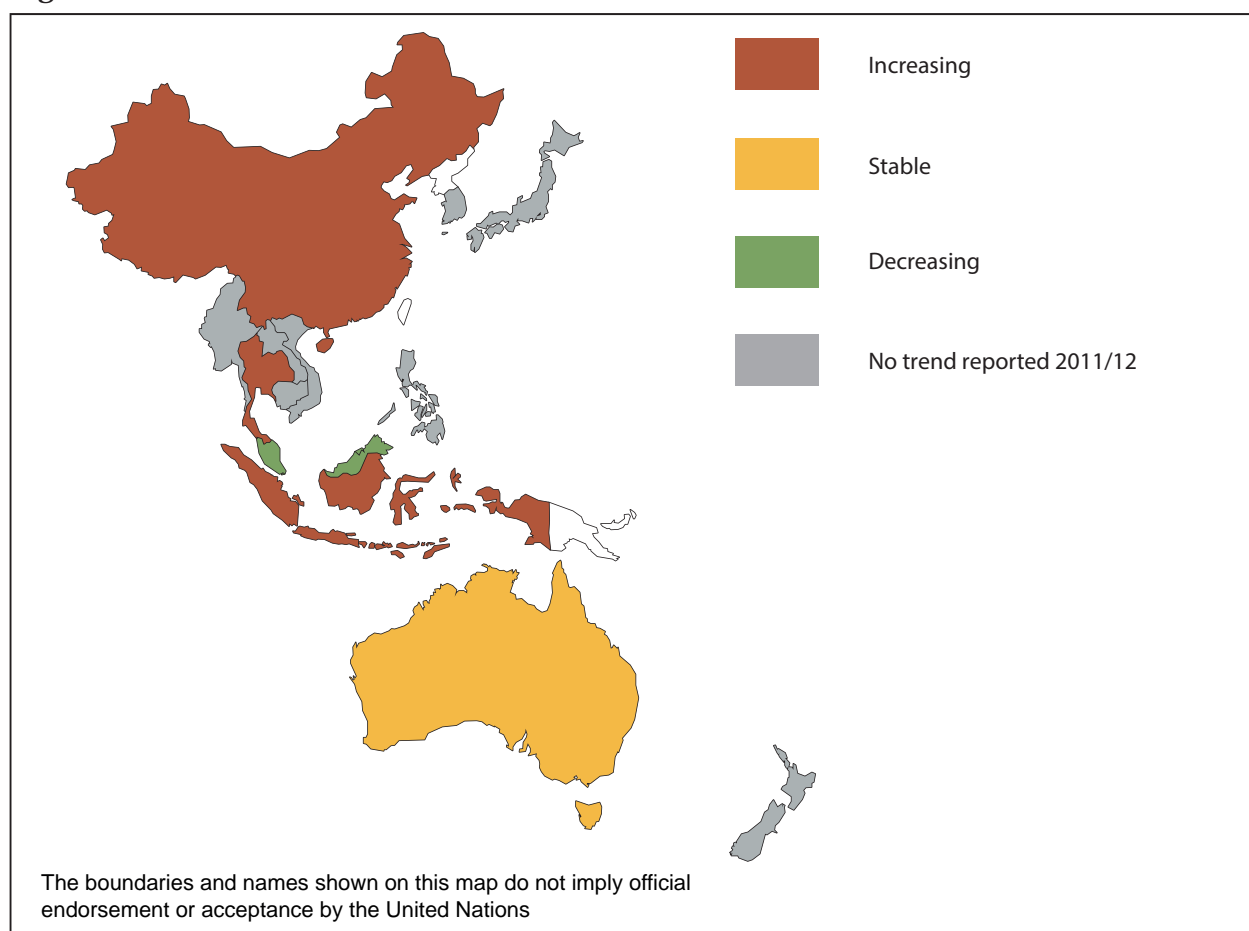 Increasing
Stable
Decreasing
No trend reported 2011/12
The boundaries and names shown on this map do not imply official
endorsement or acceptance by the United Nations